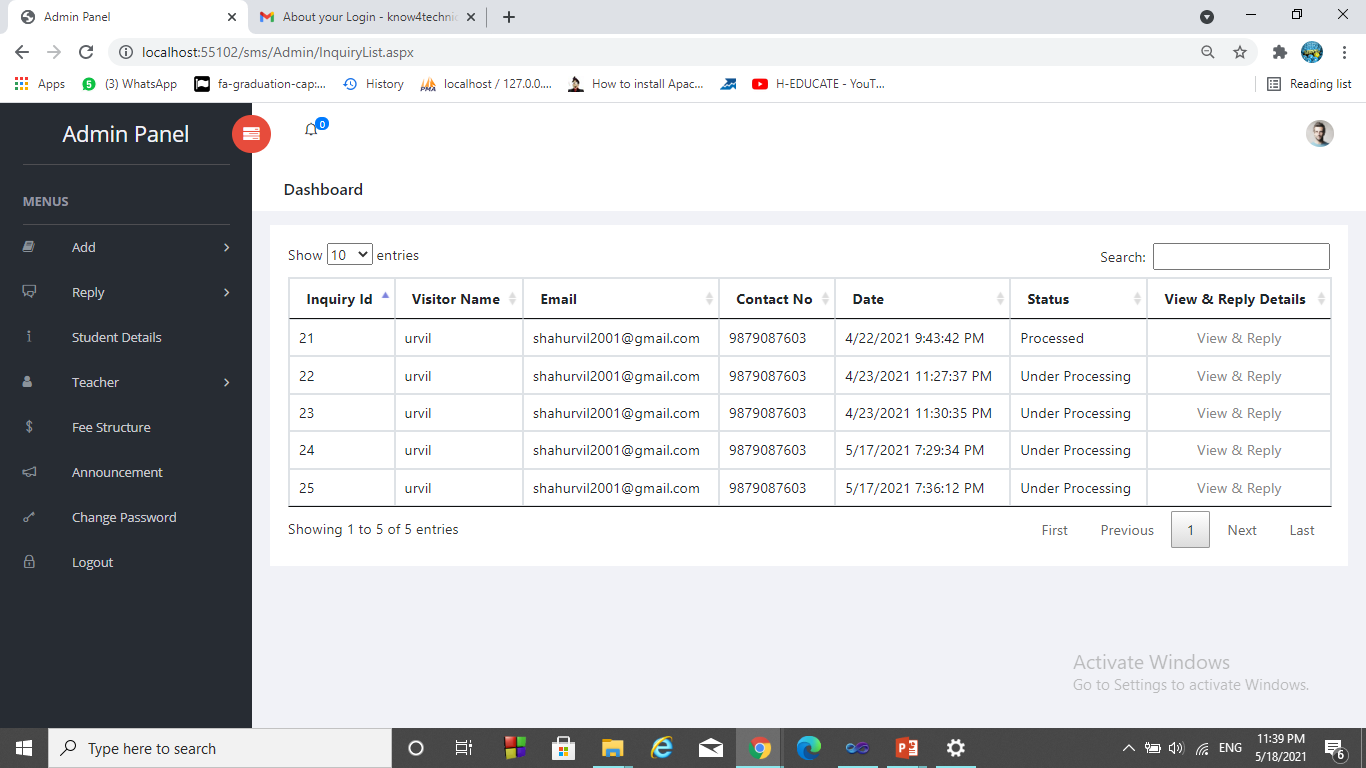 Admin Panel
About your Login - know4technic
localhost:55102/sms/Admin/InquiryList.aspx
Apps
5
(3) WhatsApp
fa-graduation-cap:...
History
PMA
localhost / 127.0.0....
How to install Apac...
H-EDUCATE - YouT...
Reading list
Admin Panel
0
Dashboard
MENUS
Add
Reply
Student Details
Teacher
Fee Structure
Announcement
Change Password
Logout
Show 10 entries
Search:
Inquiry Id Visitor Name Email Contact No Date Status View & Reply Details
21 urvil shahurvil2001@gmail.com 9879087603 4/22/2021 9:43:42 PM Processed View & Reply
22 urvil shahurvil2001@gmail.com 9879087603 4/23/2021 11:27:37 PM Under Processing View & Reply
23 urvil shahurvil2001@gmail.com 9879087603 4/23/2021 11:30:35 PM Under Processing View & Reply
24 urvil shahurvil2001@gmail.com 9879087603 5/17/2021 7:29:34 PM Under Processing View & Reply
25 urvil shahurvil2001@gmail.com 9879087603 5/17/2021 7:36:12 PM Under Processing View & Reply
Showing 1 to 5 of 5 entries
First Previous 1 Next Last
Activate Windows
Go to Settings to activate Windows.
Type here to search
ENG
11:39 PM
5/18/2021
6